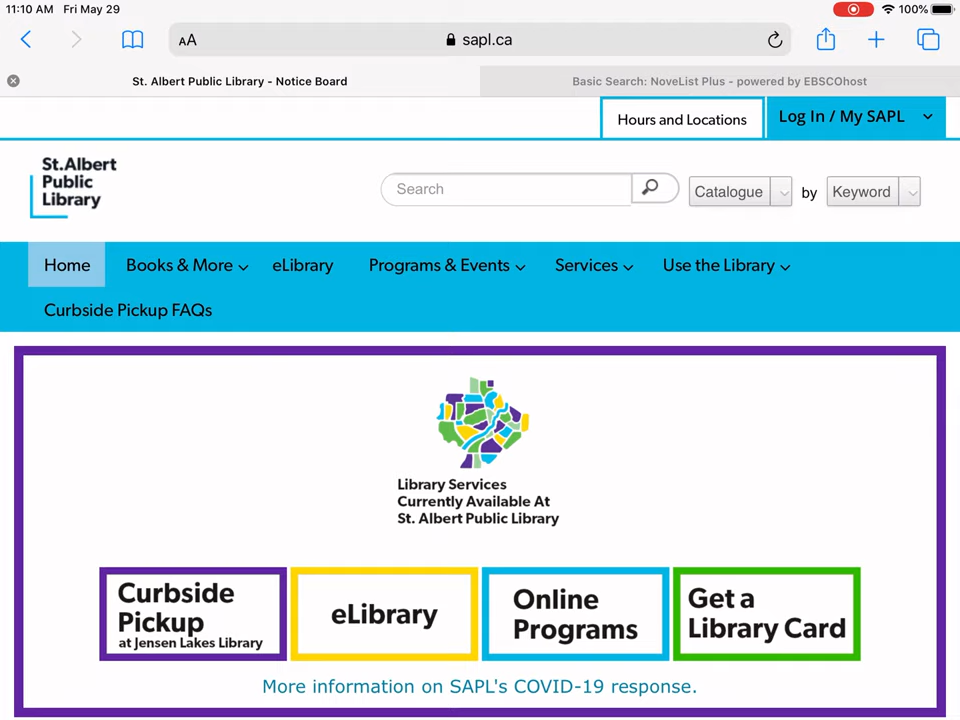 11:10 AM Fri May 29
100%
AA
sapl.ca
St. Albert Public Library - Notice Board
Basic Search: NoveList Plus - powered by EBSCOhost
Hours and Locations
Log In / My SAPL
St.Albert
Public
Library
Search
Catalogue by Keyword
Home Books & More eLibrary Programs & Events Services Use the Library
Curbside Pickup FAQs
Library Services
Currently Available At
St. Albert Public Library
Curbside
Pickup
at Jensen Lakes Library
eLibrary
Online
Programs
Get a
Library Card
More information on SAPL's COVID-19 response.